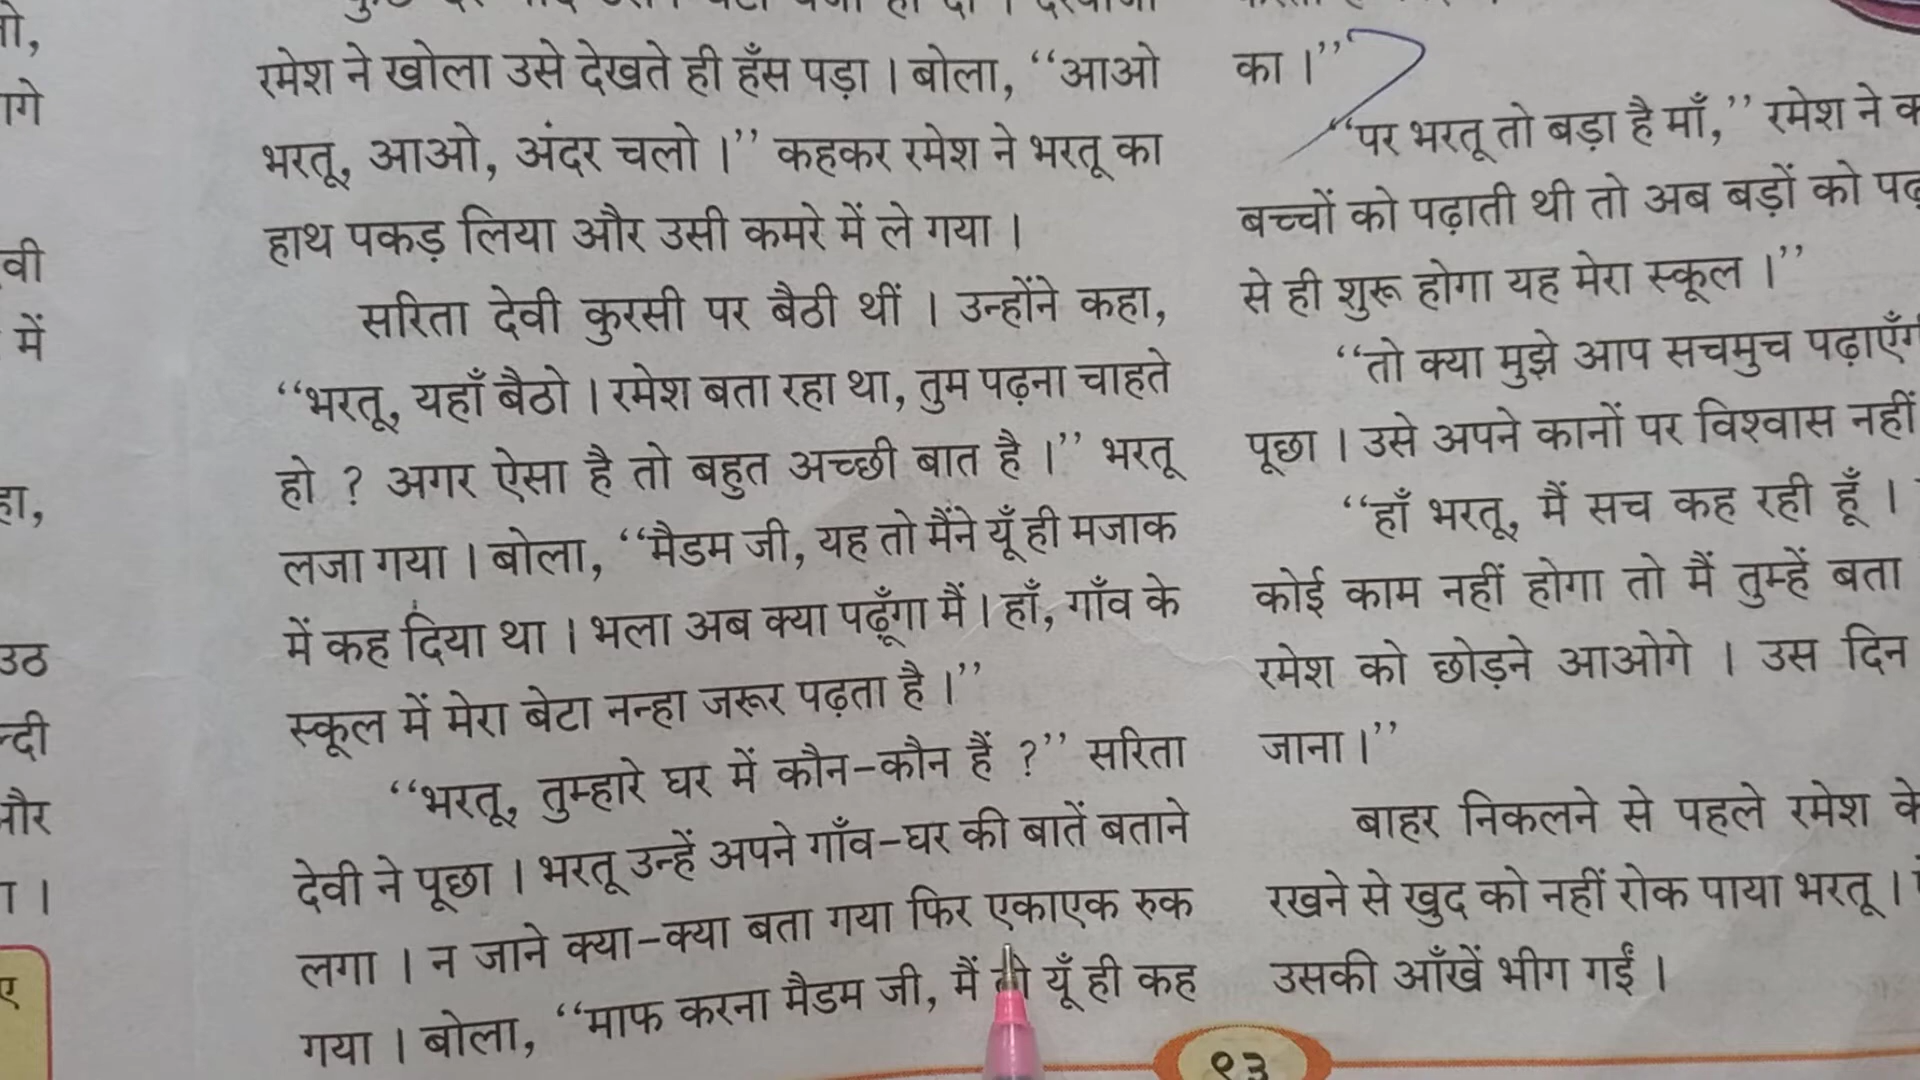 रमेश ने खोला उसे देखते ही हँस पड़ा । बोला, ‘‘आओ
भरतू, आओ, अंदर चलो ।’’ कहकर रमेश ने भरतू का
हाथ पकड़ लिया और उसी कमरे में ले गया ।
सरिता देवी कुरसी पर बैठी थीं । उन्होंने कहा,
‘‘भरतू, यहाँ बैठो । रमेश बता रहा था, तुम पढ़ना चाहते
हो ? अगर ऐसा है तो बहुत अच्छी बात है ।’’ भरतू
लजा गया । बोला, ‘‘मैडम जी, यह तो मैंने यूँ ही मजाक
में कह दिया था । भला अब क्या पढ़ूँगा मैं । हाँ, गाँव के
स्कूल में मेरा बेटा नन्हा जरूर पढ़ता है ।’’
‘‘भरतू, तुम्हारे घर में कौन-कौन हैं ?’’ सरिता
देवी ने पूछा । भरतू उन्हें अपने गाँव-घर की बातें बताने
लगा । न जाने क्या-क्या बता गया फिर एकाएक रुक
गया । बोला, ‘‘माफ करना मैडम जी, मैं तो यूँ ही कह
का ।’’
‘‘पर भरतू तो बड़ा है माँ,’’ रमेश ने
बच्चों को पढ़ाती थी तो अब बड़ों को
से ही शुरू होगा यह मेरा स्कूल ।’’
‘‘तो क्या मुझे आप सचमुच
पूछा । उसे अपने कानों पर विश्वास नहीं
‘‘हाँ भरतू, मैं सच कह रही हूँ ।
कोई काम नहीं होगा तो मैं तुम्हें बता
रमेश को छोड़ने आओगे । उस दिन
जाना ।’’
बाहर निकलने से पहले रमेश के
रखने से खुद को नहीं रोक पाया भरतू ।
उसकी आँखें भीग गईं ।
९३